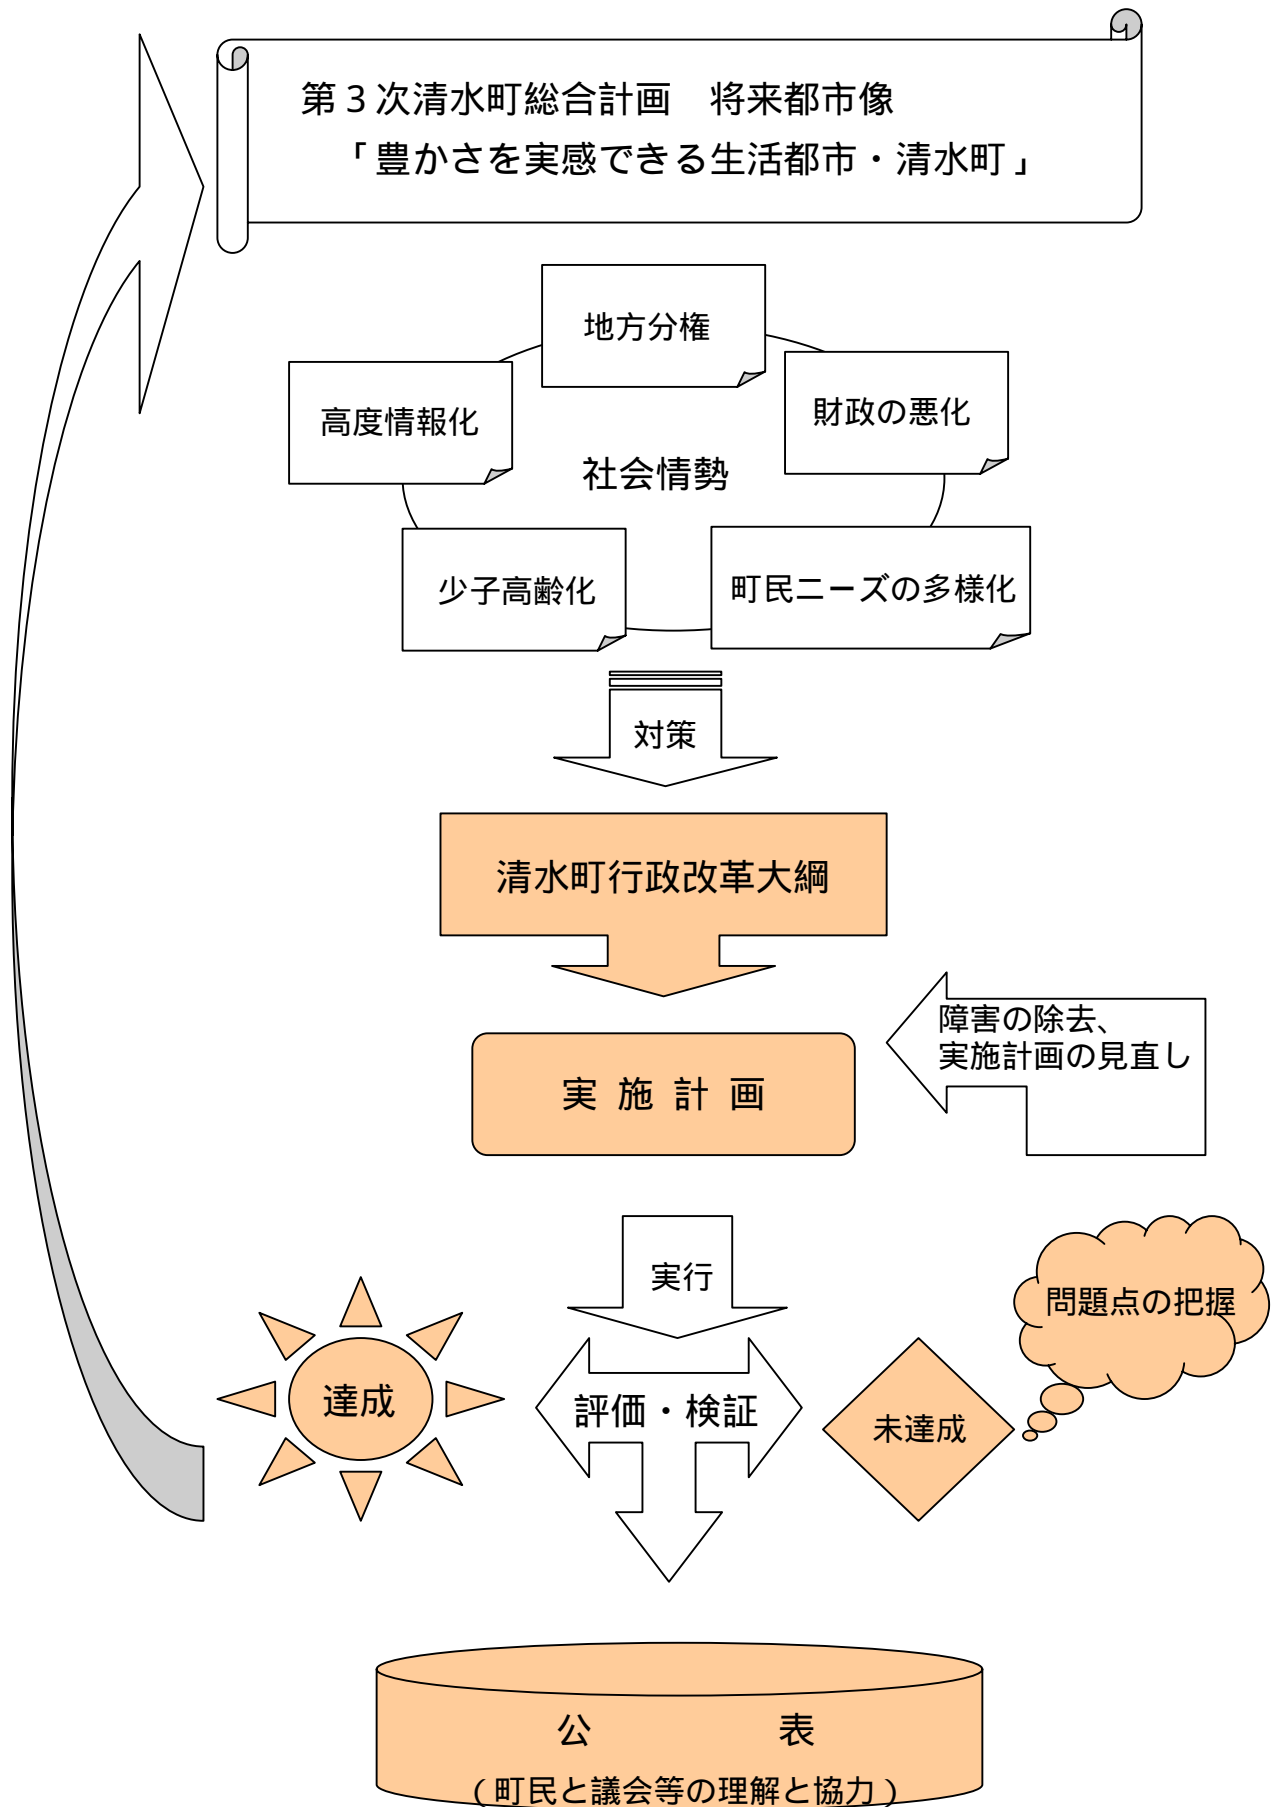 第３次清水町総合計画　将来都市像
「豊かさを実感できる生活都市・清水町」
地方分権
高度情報化
財政の悪化
社会情勢
少子高齢化
町民ニーズの多様化
対策
清水町行政改革大綱
障害の除去、
実施計画の見直し
実 施 計 画
実行
問題点の把握
達成
評価・検証
未達成
公　　　　　表
（町民と議会等の理解と協力）